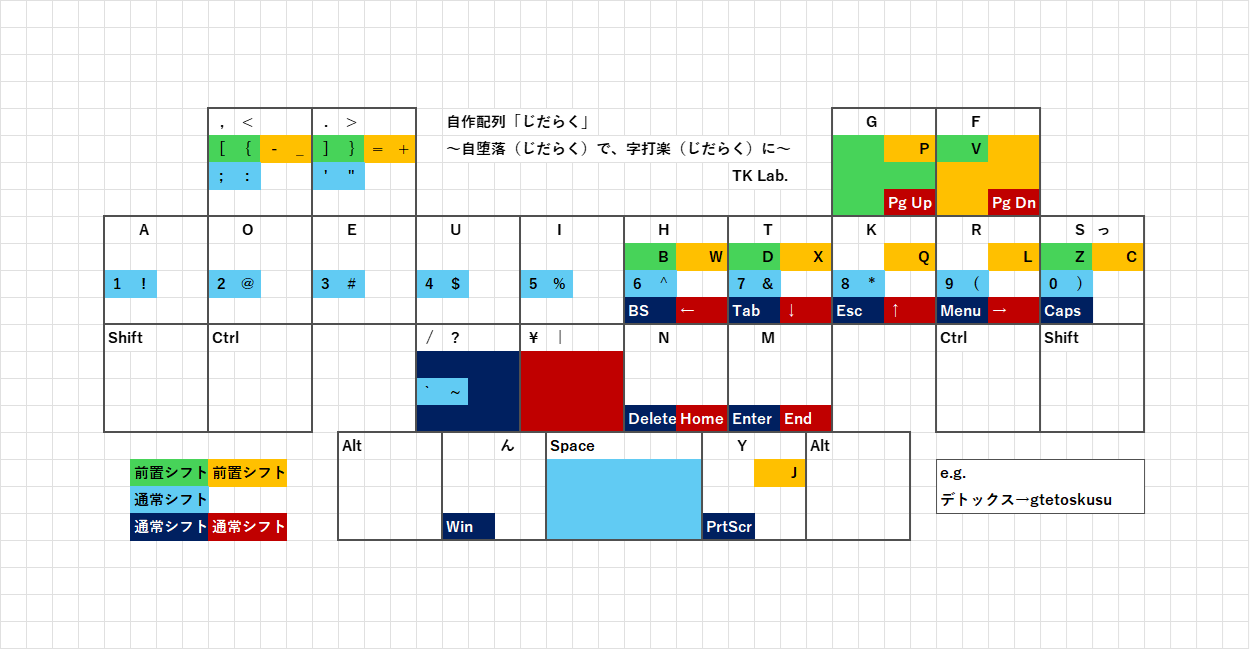 , < . > 自作配列「じだらく」 G F
[ { - _ ] } = + ～自堕落（じだらく）で、字打楽（じだらく）に～ P V
; : ' " TK Lab.
Pg Up Pg Dn
A O E U I H T K R S っ
B W D X Q L Z C
1 ! 2 @ 3 # 4 $ 5 % 6 ^ 7 & 8 * 9 ( 0 )
BS ← Tab ↓ Esc ↑ Menu → Caps
Shift Ctrl / ? ¥ | N M Ctrl Shift
` ~
Delete Home Enter End
Alt ん Space Y Alt
前置シフト 前置シフト J e.g.
通常シフト デトックス→gtetoskusu
通常シフト 通常シフト Win PrtScr